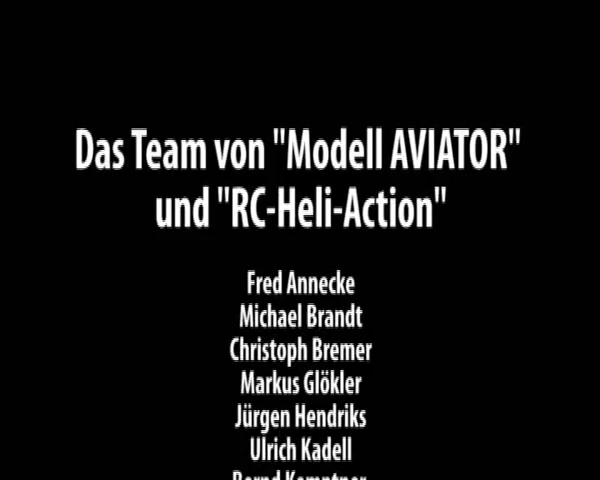 Das Team von "Modell AVIATOR"
und "RC-Heli-Action"
Fred Annecke
Michael Brandt
Christoph Bremer
Markus Glökler
Jürgen Hendriks
Ulrich Kadell
Bernd